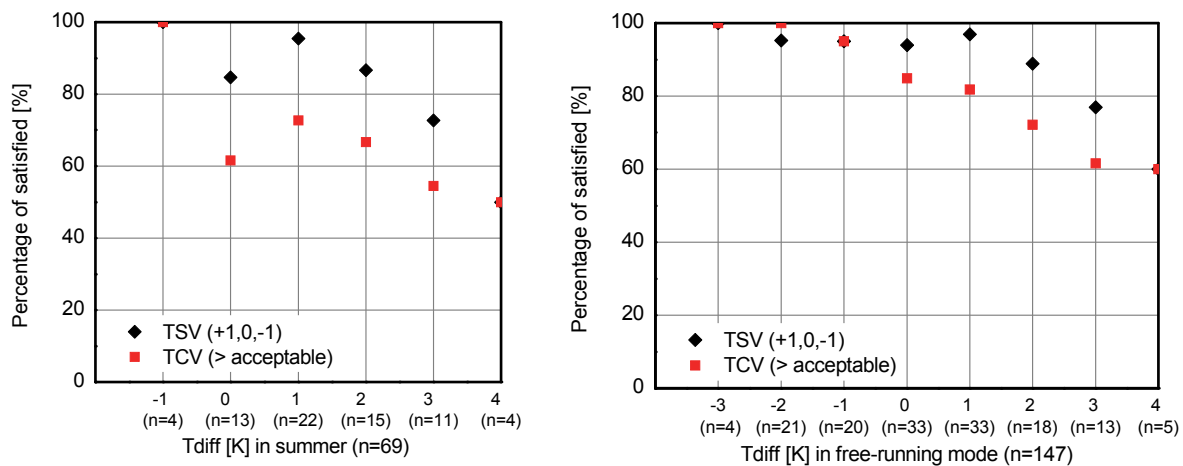 100
80
60
40
20
0
Percentage of satisfied [%]
TSV (+1,0,-1)
TCV (> acceptable)
-1 0 1 2 3 4
(n=4) (n=13) (n=22) (n=15) (n=11) (n=4)
Tdiff [K] in summer (n=69)
100
80
60
40
20
0
Percentage of satisfied [%]
TSV (+1,0,-1)
TCV (> acceptable)
-3 -2 -1 0 1 2 3 4
(n=4) (n=21) (n=20) (n=33) (n=33) (n=18) (n=13) (n=5)
Tdiff [K] in free-running mode (n=147)